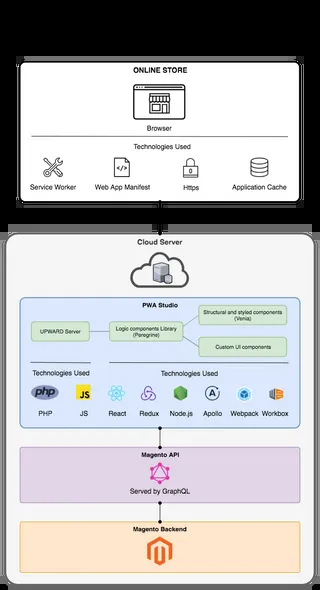 ONLINE STORE
Browser
Technologies Used
Service Worker
Web App Manifest
Https
Application Cache
Cloud Server
PWA Studio
UPWARD Server
Logic components Library
(Peregrine)
Structural and styled components
(Venia)
Custom UI components
Technologies Used
Technologies Used
php
JS
A
PHP
JS
React
Redux
Node.js
Apollo
Webpack
Workbox
Magento API
Served by GraphQL
Magento Backend